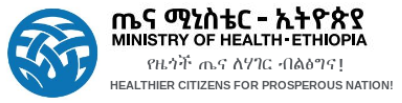 ጤና ሚኒስቴር - ኢትዮጵያ
MINISTRY OF HEALTH-ETHIOPIA
የዜጎች ጤና ለሃገር ብልፅግና!
HEALTHIER CITIZENS FOR PROSPEROUS NATION!